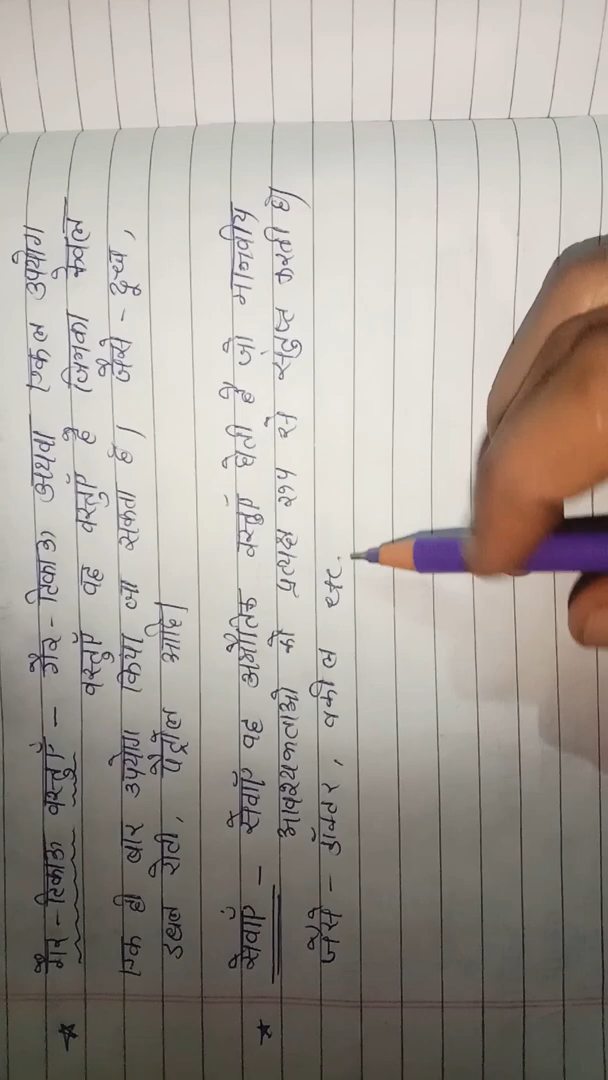 ★ गैर-टिकाऊ वस्तुएँ - गैर-टिकाऊ अथवा एकल उपयोग
वस्तुएँ वह वस्तुएँ है जिनका केवल
एक ही बार उपयोग किया जा सकता है। जैसे - दूध,
डबल रोटी, पेट्रोल आदि।
★ सेवाएँ - सेवाएँ वह अभौतिक वस्तुएँ होती है जो मानवीय
आवश्यकताओं को प्रत्यक्ष रूप से संतुष्ट करती है।
जैसे - डॉक्टर, वकील etc.